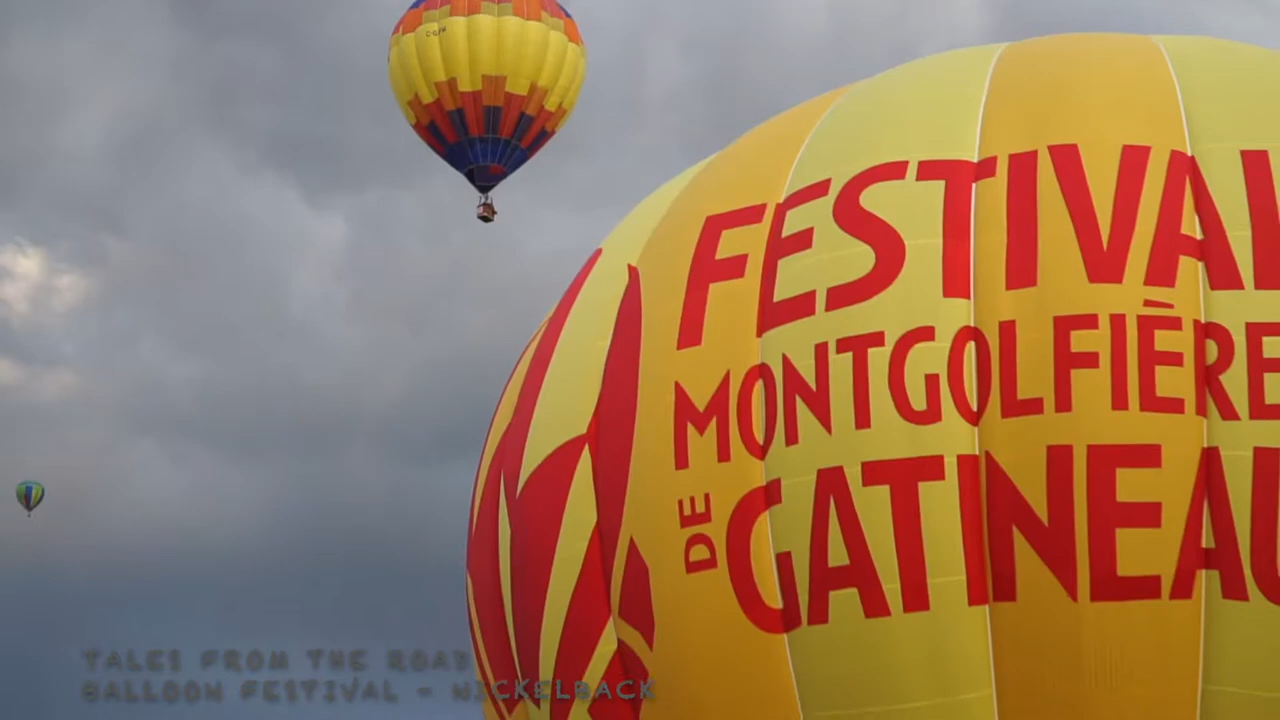 FESTIVAL
MONTGOLFIÈRE
DE GATINEAU
TALES FROM THE ROAD
BALLOON FESTIVAL - NICKELBACK